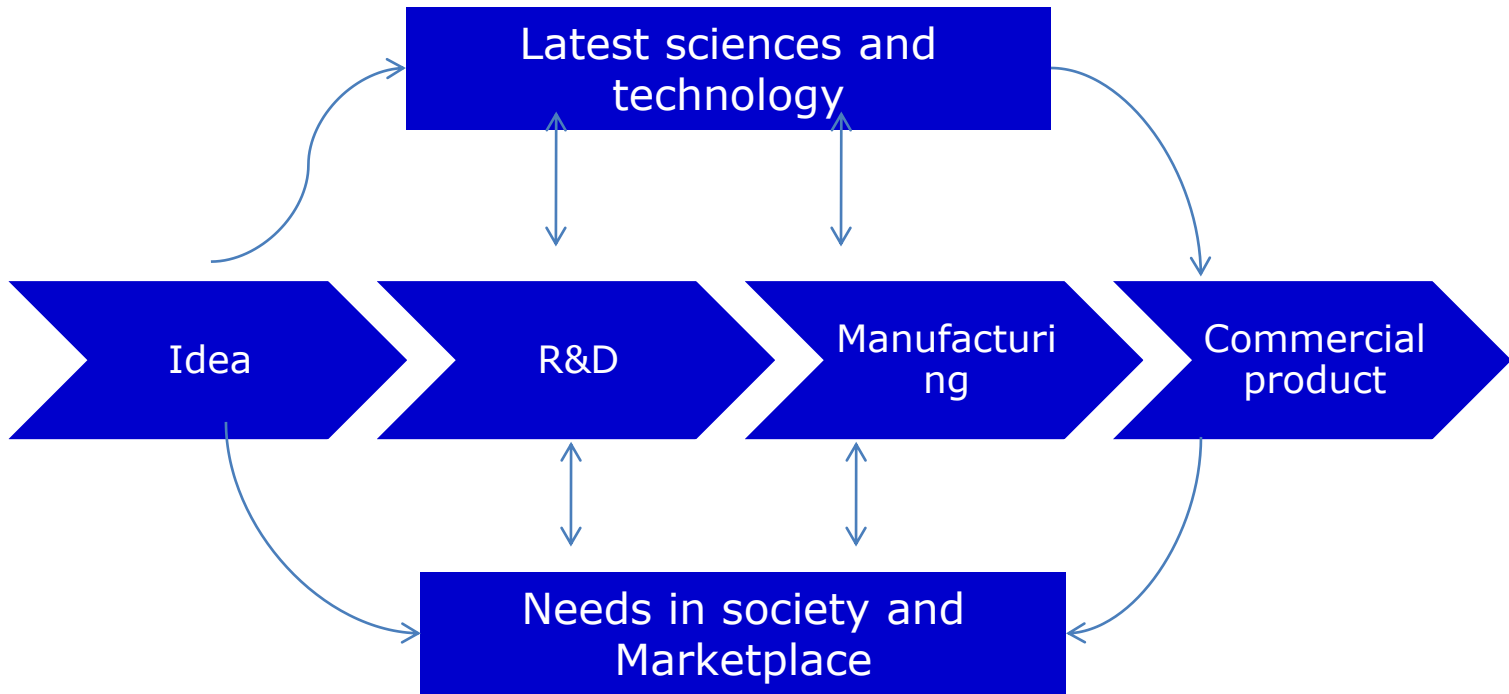 Latest sciences and
technology
Idea
R&D
Manufacturi
ng
Commercial
product
Needs in society and
Marketplace